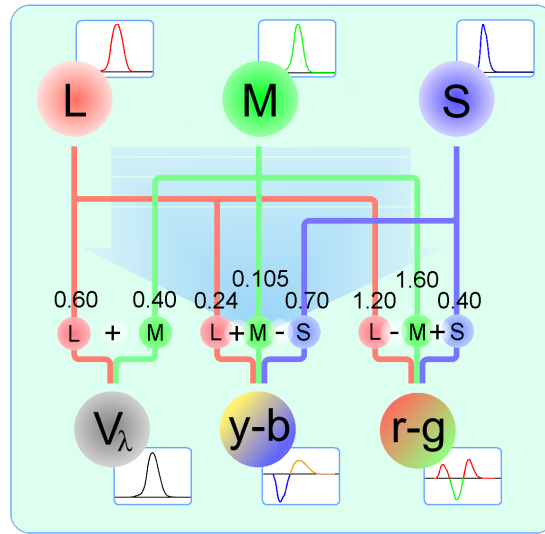 L M S
0.105 1.60
0.60 0.40 0.24 0.70 1.20 0.40
L + M L + M - S L - M + S
Vλ y-b r-g